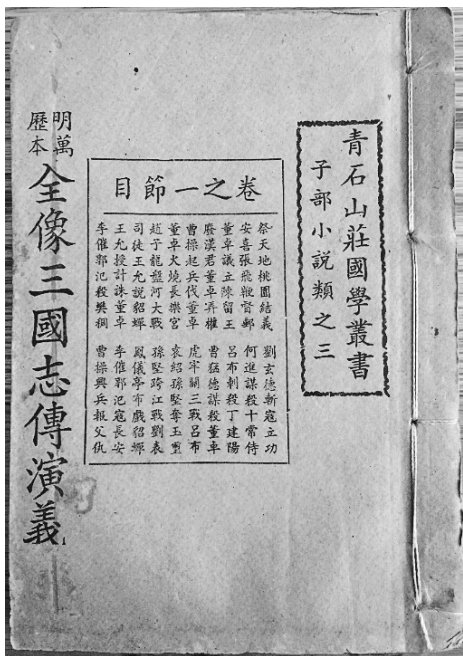 青石山莊國學叢書
子部小說類之三
卷之一節目
祭天地桃園結義
劉玄德斬寇立功
安喜張飛鞭督郵
何進謀殺十常侍
董卓議立陳留王
呂布刺殺丁建陽
廢漢君董卓弄權
曹孟德謀殺董卓
曹操起兵伐董卓
虎牢關三戰呂布
董卓火燒長樂宮
袁紹孫堅奪玉璽
趙子龍盤河大戰
孫堅跨江戰劉表
司徒王允說貂蟬
鳳儀亭布戲貂蟬
王允授計誅董卓
李傕郭汜寇長安
李傕郭汜殺樊稠
曹操興兵報父仇
明萬歷本
全像三國志傳演義